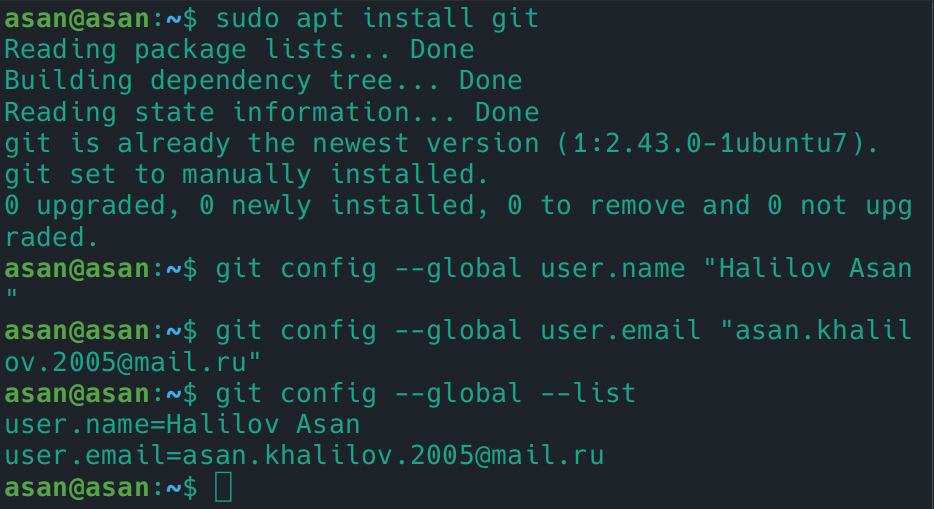 asan@asan:~$ sudo apt install git
Reading package lists... Done
Building dependency tree... Done
Reading state information... Done
git is already the newest version (1:2.43.0-1ubuntu7).
git set to manually installed.
0 upgraded, 0 newly installed, 0 to remove and 0 not upg
raded.
asan@asan:~$ git config --global user.name "Halilov Asan
"
asan@asan:~$ git config --global user.email "asan.khalil
ov.2005@mail.ru"
asan@asan:~$ git config --global --list
user.name=Halilov Asan
user.email=asan.khalilov.2005@mail.ru
asan@asan:~$